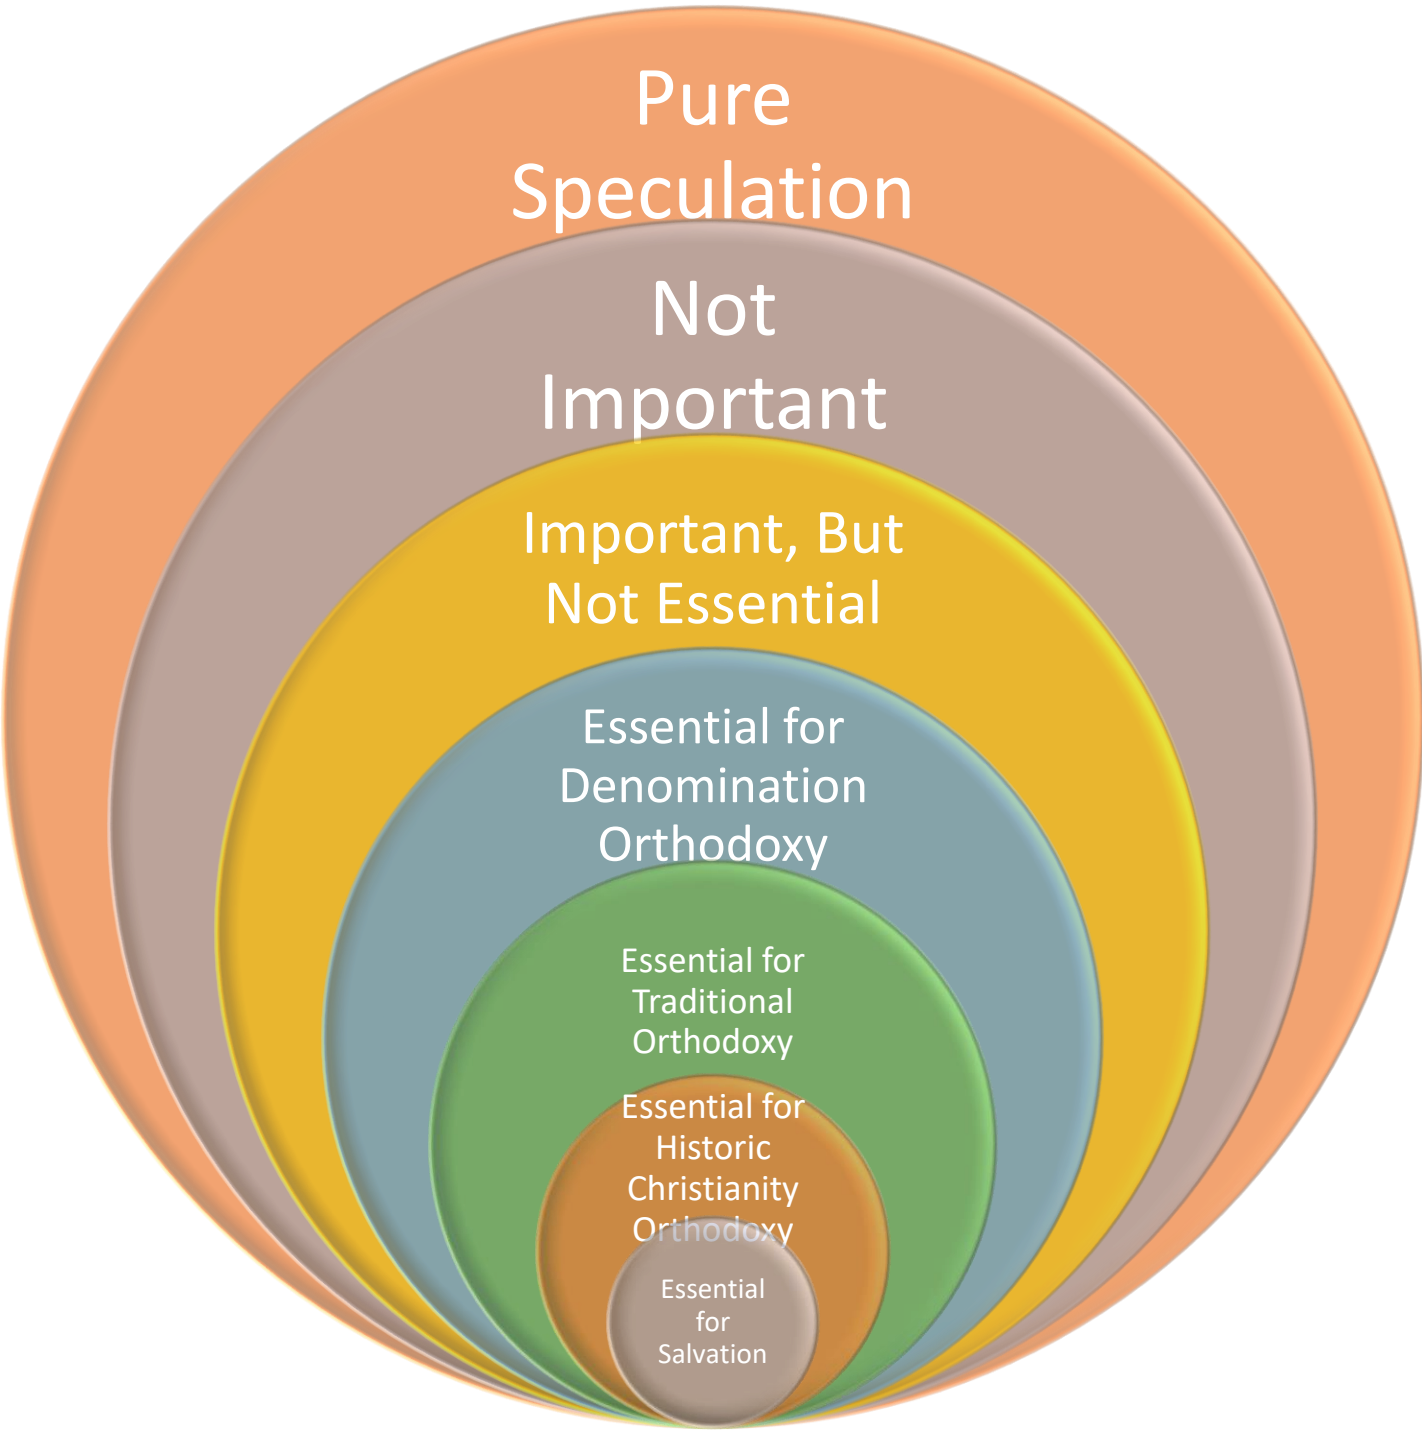 Pure
Speculation
Not
Important
Important, But
Not Essential
Essential for
Denomination
Orthodoxy
Essential for
Traditional
Orthodoxy
Essential for
Historic
Christianity
Orthodoxy
Essential
for
Salvation